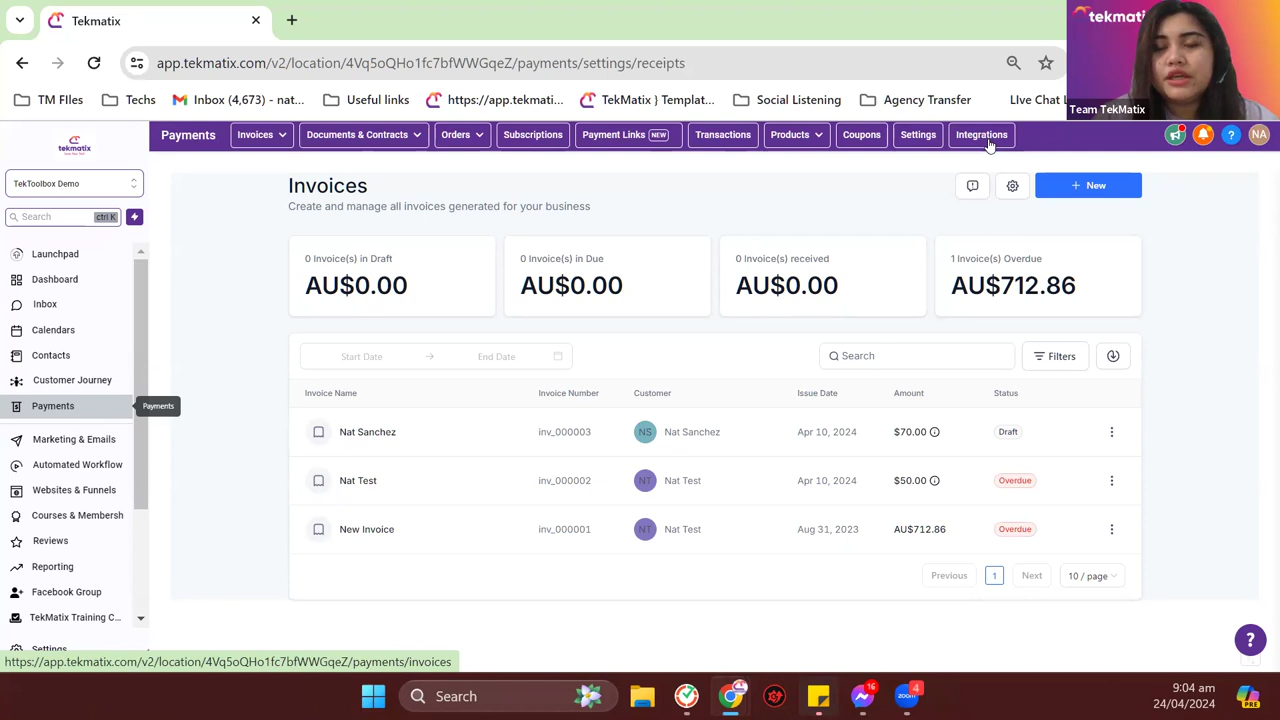 Tekmatix
app.tekmatix.com/v2/location/4Vq5oQHo1fc7bfWWGqeZ/payments/settings/receipts
TM FIles
Techs
Inbox (4,673) – nat...
Useful links
https://app.tekmati...
TekMatix } Templat...
Social Listening
Agency Transfer
LIve Chat L
tekmatix
Team TekMatix
tekmatix
Payments
Invoices
Documents & Contracts
Orders
Subscriptions
Payment Links NEW
Transactions
Products
Coupons
Settings
Integrations
NA
TekToolbox Demo
Search ctrl K
Launchpad
Dashboard
Inbox
Calendars
Contacts
Customer Journey
Payments
Payments
Marketing & Emails
Automated Workflow
Websites & Funnels
Courses & Membersh
Reviews
Reporting
Facebook Group
TekMatix Training C...
Settings
Invoices
Create and manage all invoices generated for your business
+ New
0 Invoice(s) in Draft
AU$0.00
0 Invoice(s) in Due
AU$0.00
0 Invoice(s) received
AU$0.00
1 Invoice(s) Overdue
AU$712.86
Start Date → End Date
Search
Filters
Invoice Name Invoice Number Customer Issue Date Amount Status
Nat Sanchez inv_000003 NS Nat Sanchez Apr 10, 2024 $70.00 Draft
Nat Test inv_000002 NT Nat Test Apr 10, 2024 $50.00 Overdue
New Invoice inv_000001 NT Nat Test Aug 31, 2023 AU$712.86 Overdue
Previous 1 Next 10 / page
https://app.tekmatix.com/v2/location/4Vq5oQHo1fc7bfWWGqeZ/payments/invoices
?
Search
16
zoom
4
9:04 am
24/04/2024
PRE